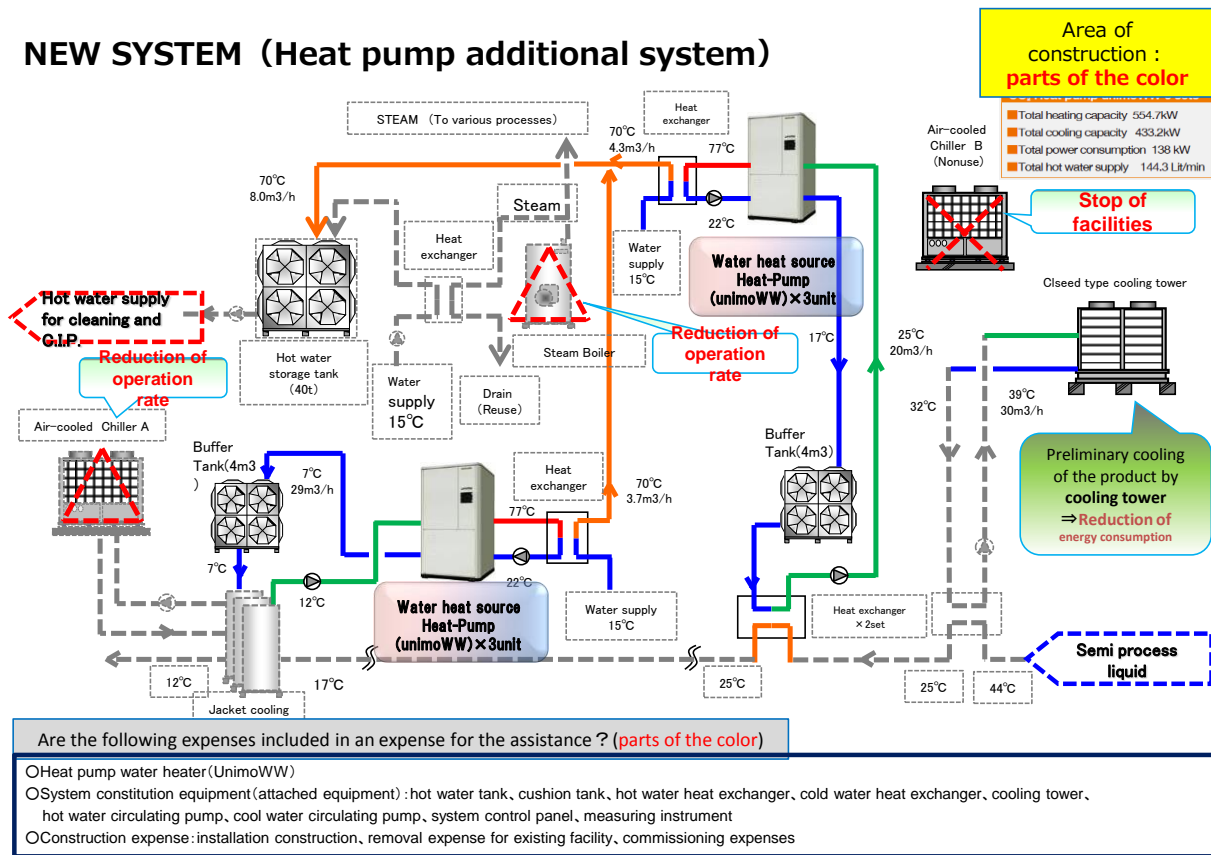 NEW SYSTEM（Heat pump additional system）
Area of
construction :
parts of the color
■Total heating capacity 554.7kW
■Total cooling capacity 433.2kW
■Total power consumption 138 kW
■Total hot water supply 144.3 Lit/min
STEAM (To various processes)
70℃
4.3m3/h
Heat
exchanger
77℃
Air-cooled
Chiller B
(Nonuse)
70℃
8.0m3/h
Steam
22℃
Stop of
facilities
Heat
exchanger
Water
supply
15℃
Water heat source
Heat-Pump
(unimoWW)×3unit
Clseed type cooling tower
Hot water supply
for cleaning and
C.I.P.
Reduction of
operation
rate
Hot water
storage tank
(40t)
Steam Boiler
Reduction of
operation
rate
17℃
25℃
20m3/h
Water
supply
15℃
Drain
(Reuse)
32℃
39℃
30m3/h
Air-cooled Chiller A
Buffer
Tank(4m3
)
7℃
29m3/h
Heat
exchanger
70℃
3.7m3/h
Buffer
Tank(4m3)
Preliminary cooling
of the product by
cooling tower
⇒Reduction of
energy consumption
77℃
7℃
12℃
22℃
Water heat source
Heat-Pump
(unimoWW)×3unit
Water supply
15℃
Heat exchanger
×2set
Semi process
liquid
12℃
17℃
25℃
25℃
44℃
Jacket cooling
Are the following expenses included in an expense for the assistance？(parts of the color)
○Heat pump water heater(UnimoWW)
○System constitution equipment(attached equipment)：hot water tank、cushion tank、hot water heat exchanger、cold water heat exchanger、cooling tower、
hot water circulating pump、cool water circulating pump、system control panel、measuring instrument
○Construction expense：installation construction、removal expense for existing facility、commissioning expenses